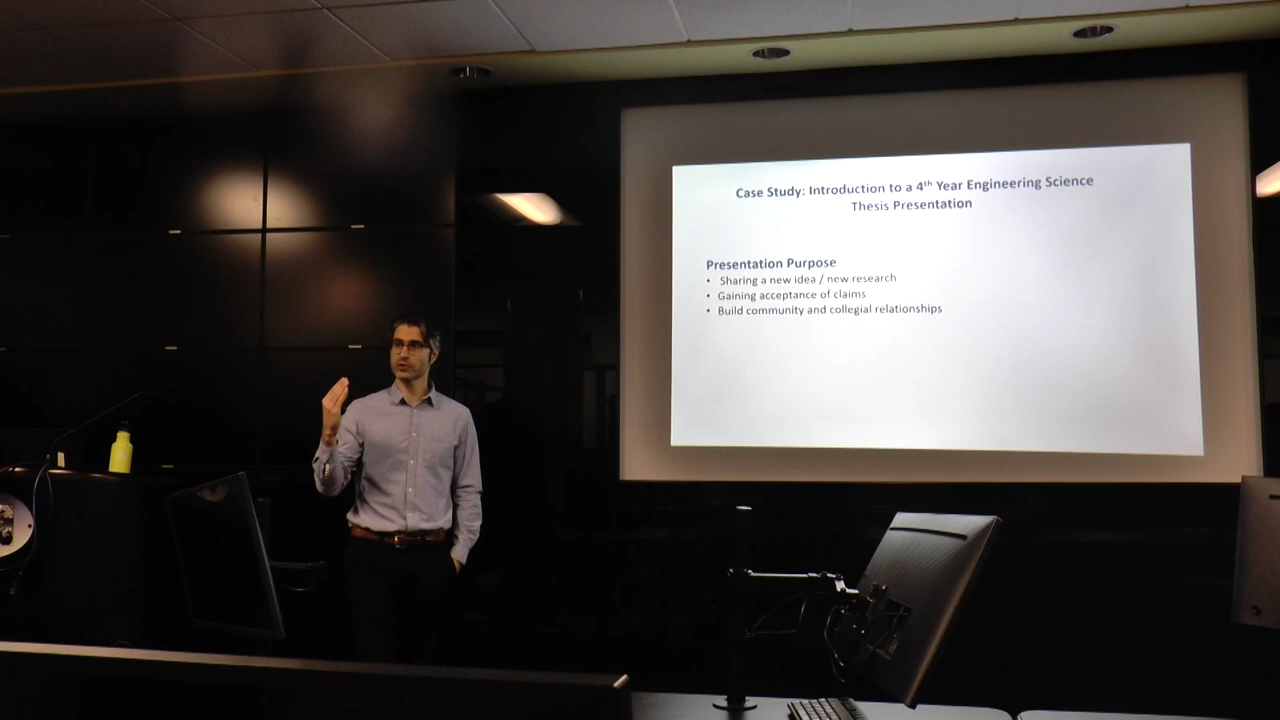 Case Study: Introduction to a 4th Year Engineering Science
Thesis Presentation
Presentation Purpose
• Sharing a new idea / new research
• Gaining acceptance of claims
• Build community and collegial relationships